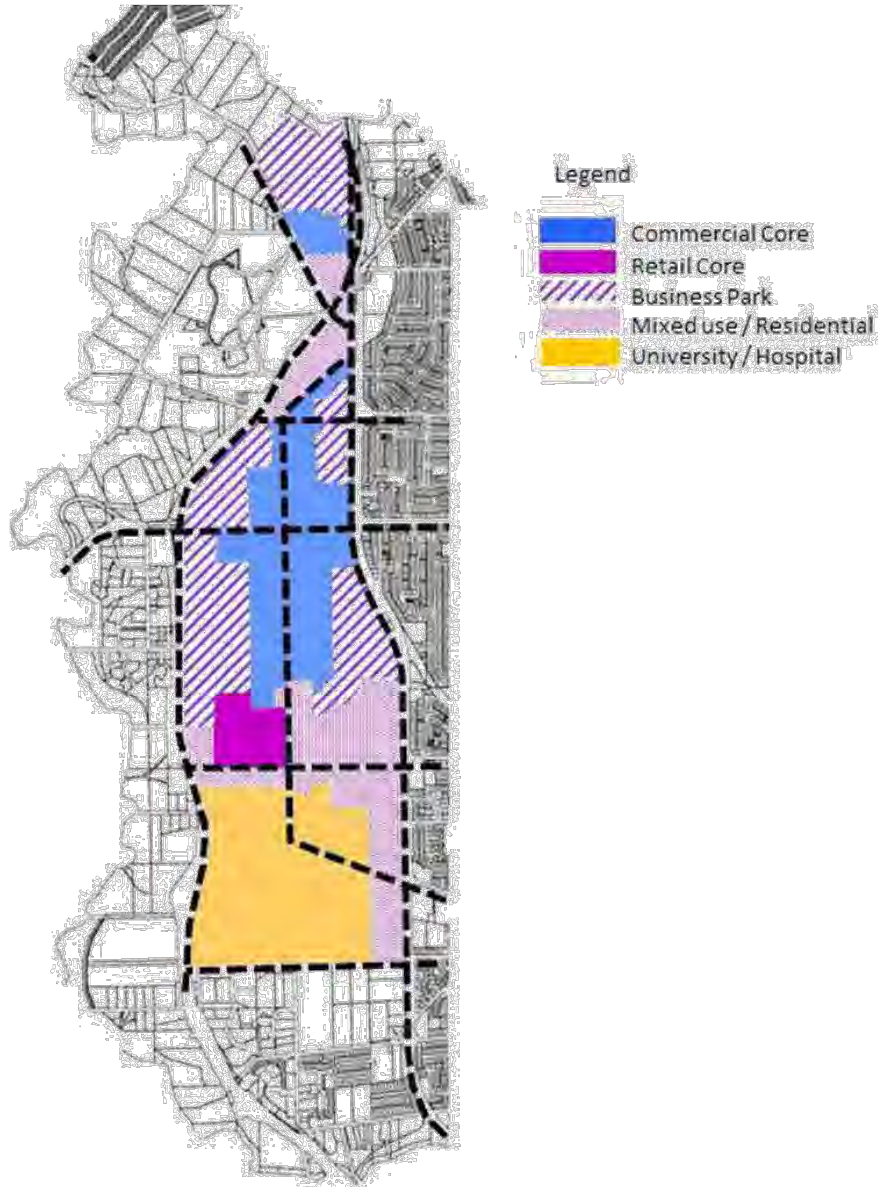 Legend
Commercial Core
Retail Core
Business Park
Mixed use / Residential
University / Hospital